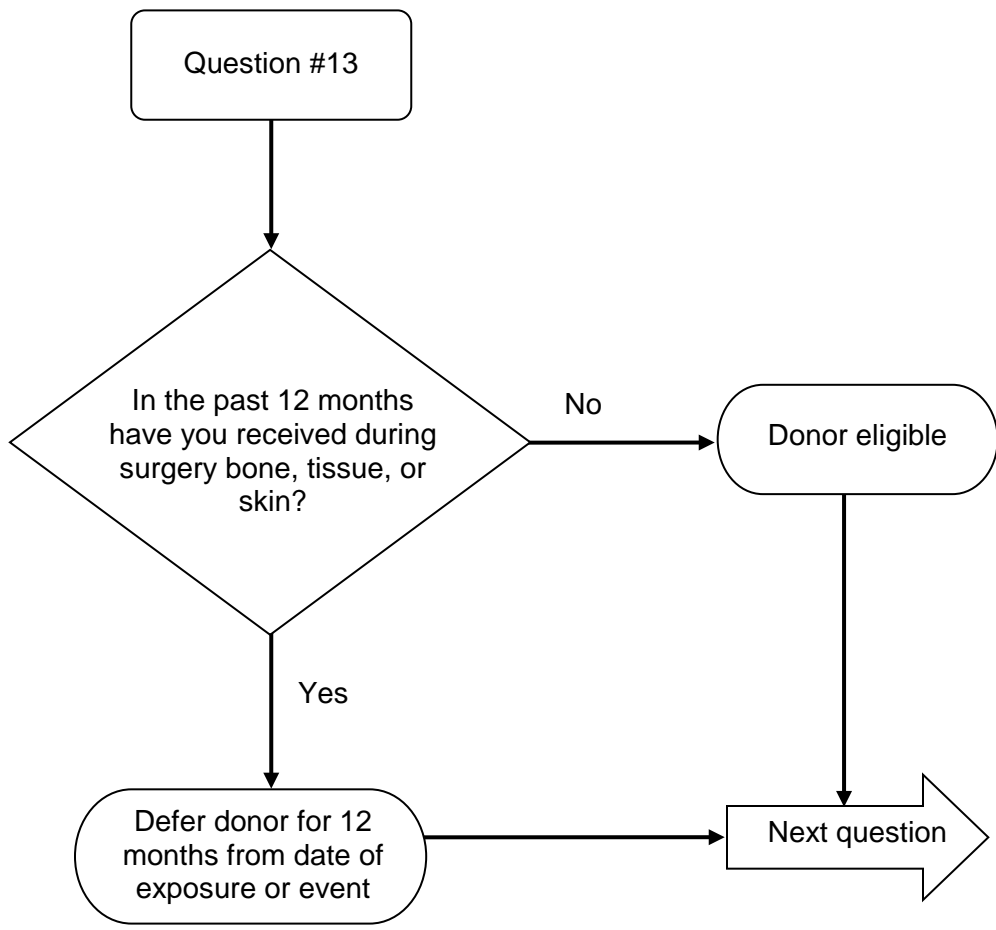 Question #13
In the past 12 months
have you received during
surgery bone, tissue, or
skin?
No
Donor eligible
Yes
Defer donor for 12
months from date of
exposure or event
Next question